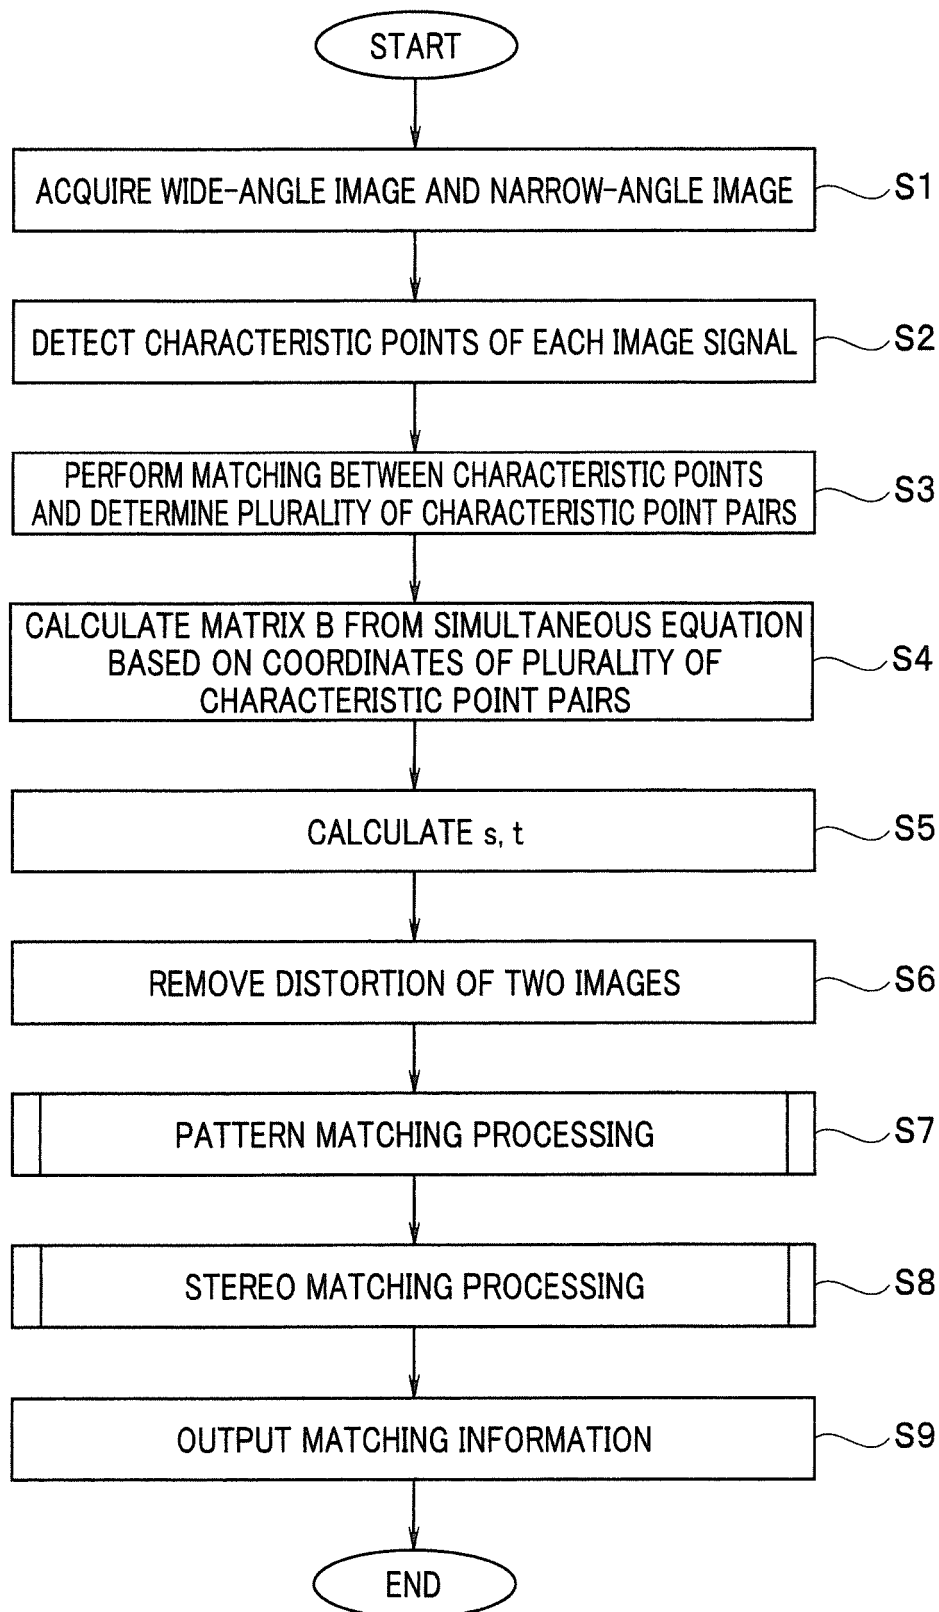 START
ACQUIRE WIDE-ANGLE IMAGE AND NARROW-ANGLE IMAGE
S1
DETECT CHARACTERISTIC POINTS OF EACH IMAGE SIGNAL
S2
PERFORM MATCHING BETWEEN CHARACTERISTIC POINTS
AND DETERMINE PLURALITY OF CHARACTERISTIC POINT PAIRS
S3
CALCULATE MATRIX B FROM SIMULTANEOUS EQUATION
BASED ON COORDINATES OF PLURALITY OF
CHARACTERISTIC POINT PAIRS
S4
CALCULATE s, t
S5
REMOVE DISTORTION OF TWO IMAGES
S6
PATTERN MATCHING PROCESSING
S7
STEREO MATCHING PROCESSING
S8
OUTPUT MATCHING INFORMATION
S9
END